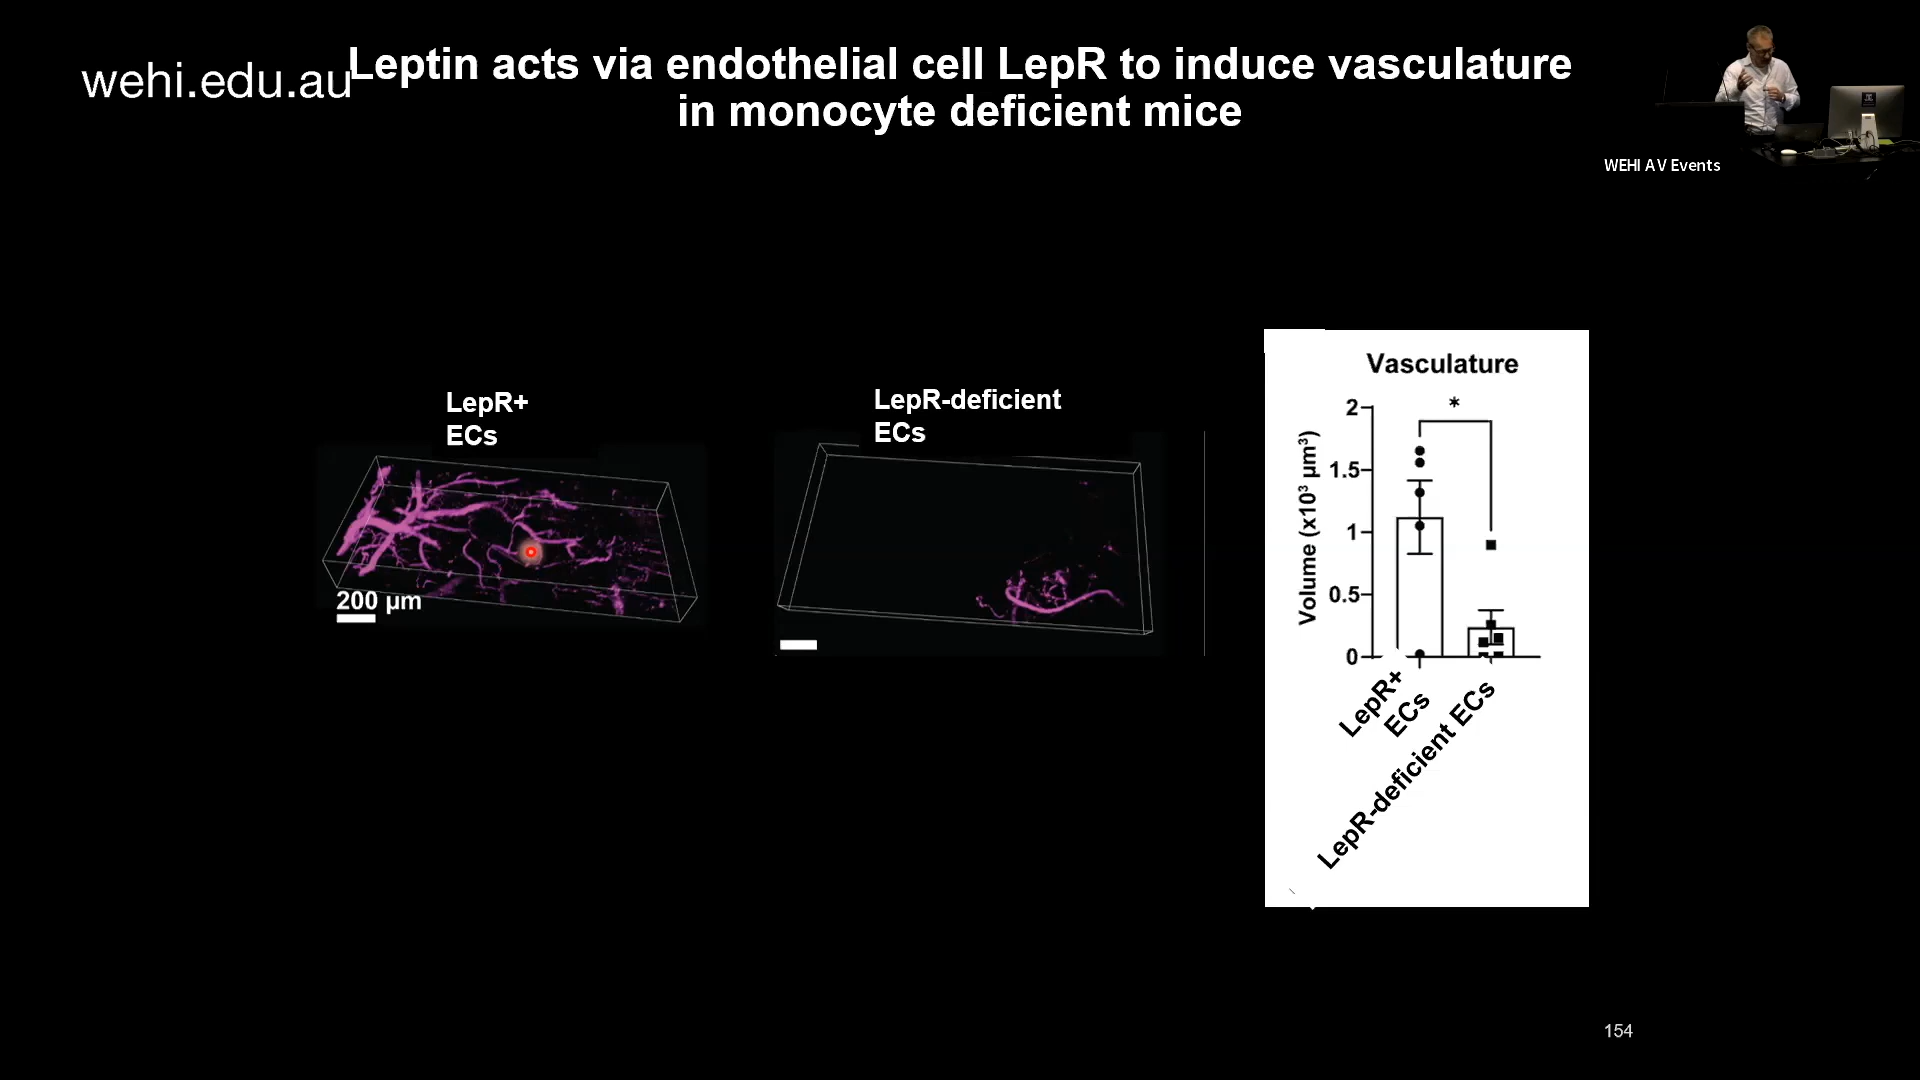 wehi.edu.au
Leptin acts via endothelial cell LepR to induce vasculature
in monocyte deficient mice
WEHI AV Events
LepR+
ECs
200 µm
LepR-deficient
ECs
Vasculature
*
Volume (x10³ µm³)
2
1.5
1
0.5
0
LepR+
ECs
LepR-deficient ECs
154